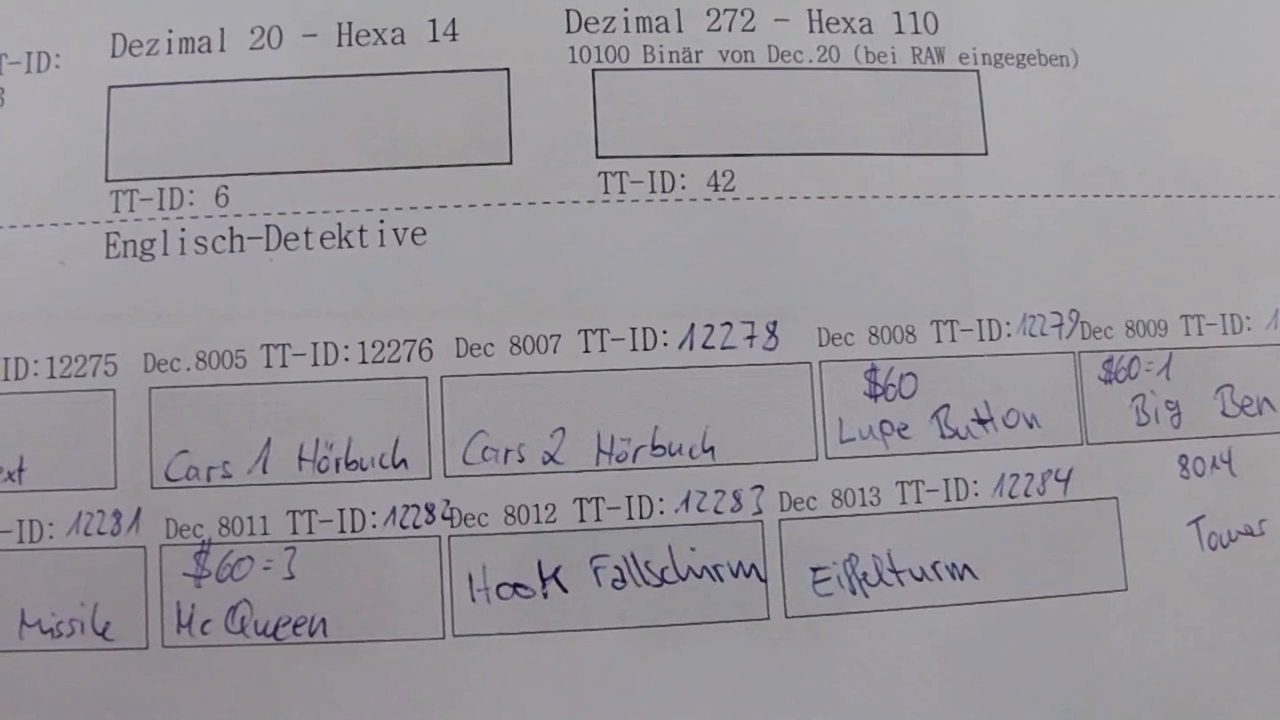 Dezimal 20 - Hexa 14
Dezimal 272 - Hexa 110
10100 Binär von Dec.20 (bei RAW eingegeben)
T-ID:
3
TT-ID: 6
TT-ID: 42
Englisch-Detektive
ID:12275 Dec.8005 TT-ID:12276 Dec 8007 TT-ID:12278 Dec 8008 TT-ID:12279 Dec 8009 TT-ID: 1
$60
$60=1
ext
Cars 1 Hörbuch
Cars 2 Hörbuch
Lupe Button
Big Ben
8014
-ID: 12281 Dec 8011 TT-ID:12282 Dec 8012 TT-ID:12283 Dec 8013 TT-ID: 12284
Tower
$60=3
Missile
Mc Queen
Hook Fallschirm
Eiffelturm